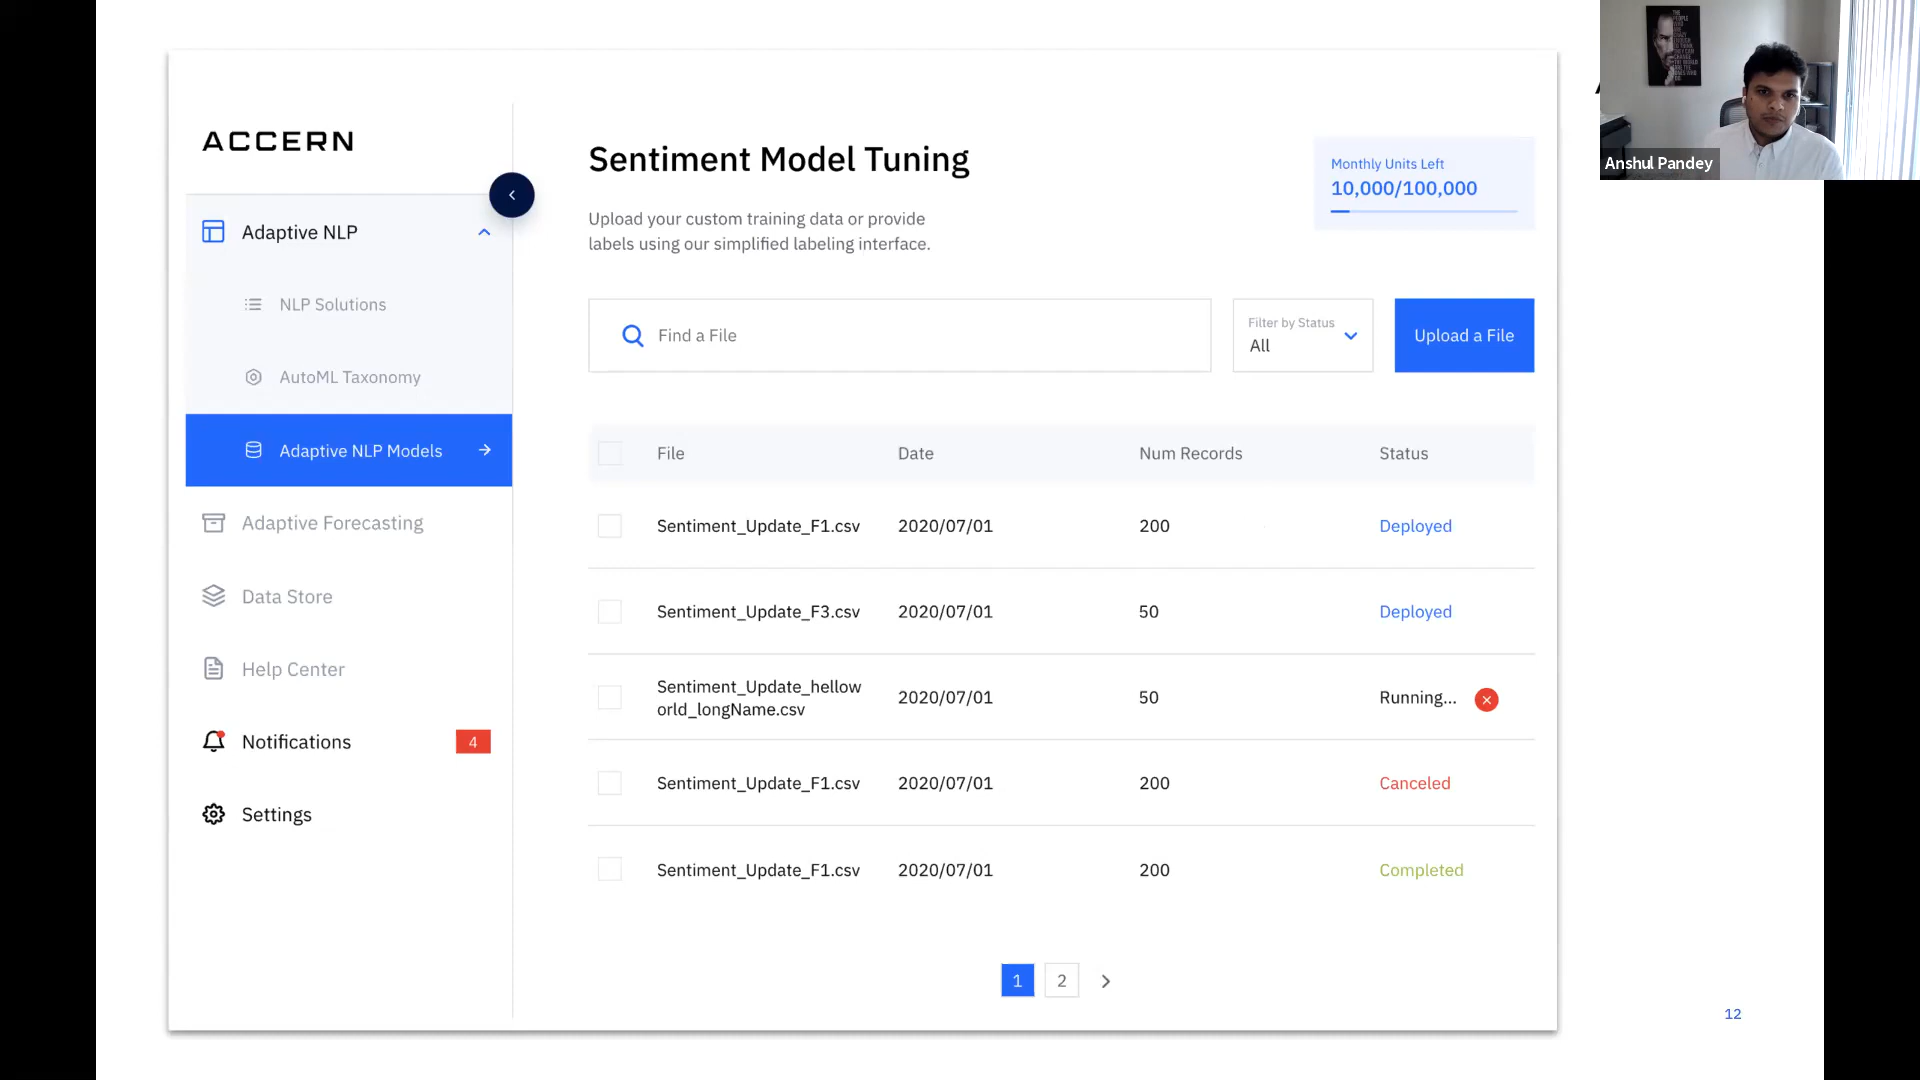 ACCERN
Adaptive NLP
NLP Solutions
AutoML Taxonomy
Adaptive NLP Models
Adaptive Forecasting
Data Store
Help Center
Notifications 4
Settings
Sentiment Model Tuning
Upload your custom training data or provide
labels using our simplified labeling interface.
Monthly Units Left
10,000/100,000
Find a File
Filter by Status
All
Upload a File
File Date Num Records Status
Sentiment_Update_F1.csv 2020/07/01 200 Deployed
Sentiment_Update_F3.csv 2020/07/01 50 Deployed
Sentiment_Update_hellow
orld_longName.csv 2020/07/01 50 Running...
Sentiment_Update_F1.csv 2020/07/01 200 Canceled
Sentiment_Update_F1.csv 2020/07/01 200 Completed
1 2
12
Anshul Pandey